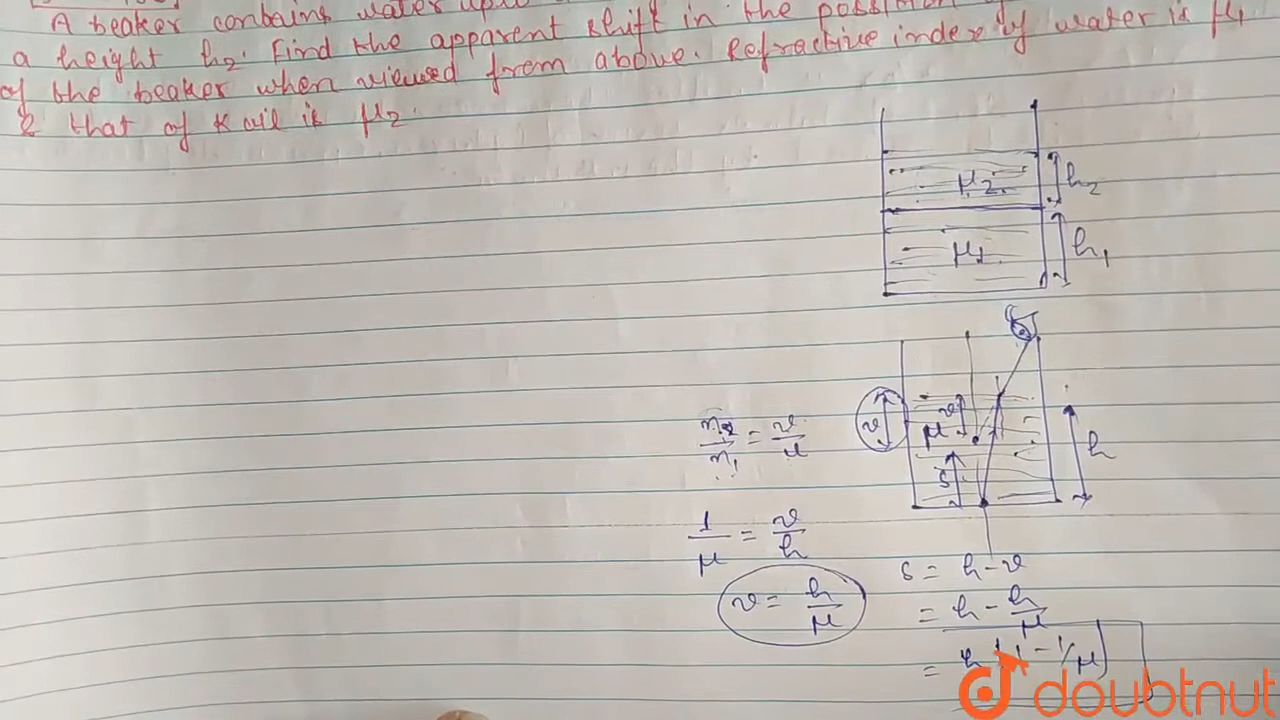 A beaker contains water upto
a height h2. Find the apparent shift in the position
of the beaker when viewed from above. Refractive index of water is μ1
& that of K oil is μ2.
μ2. h2
μ1. h1
n2/n1 = v/u
v
μ
v
s
h
1/μ = v/h
v = h/μ
s = h - v
= h - h/μ
= h(1 - 1/μ)
doubtnut